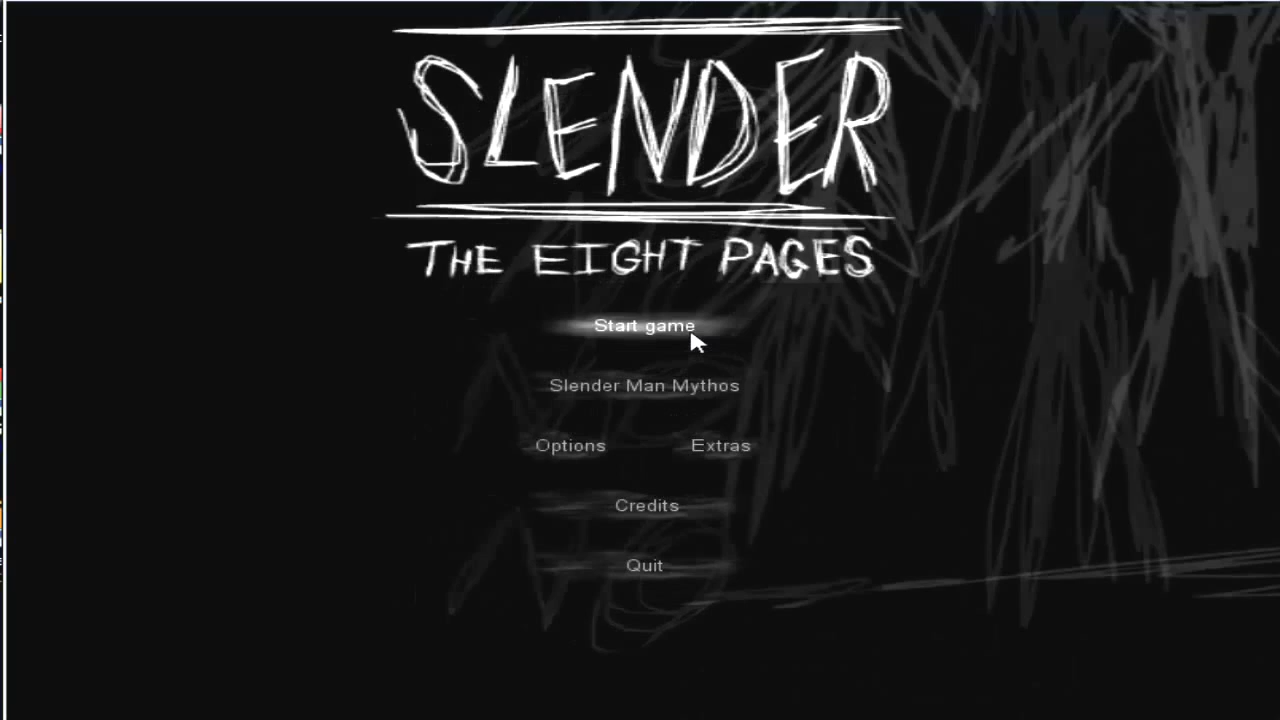 SLENDER
THE EIGHT PAGES
Start game
Slender Man Mythos
Options Extras
Credits
Quit